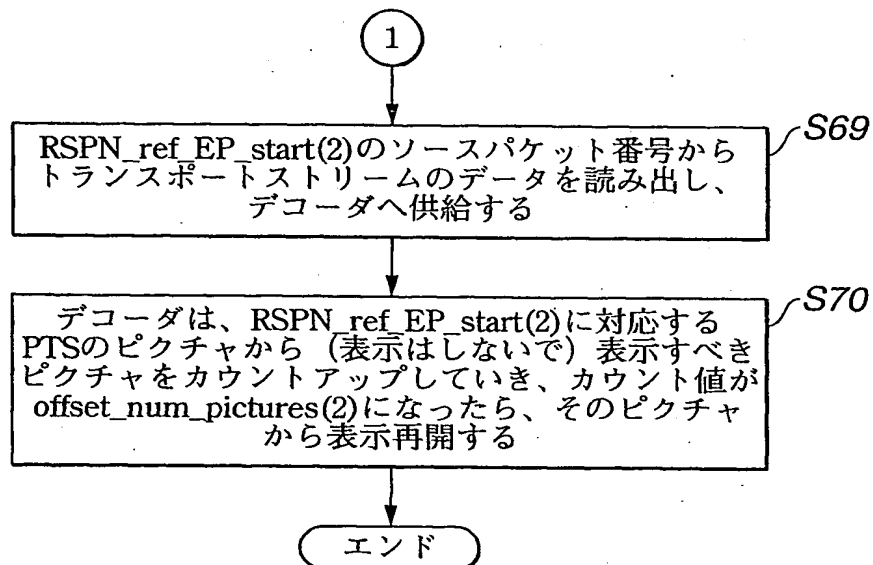 1
S69
RSPN_ref_EP_start(2)のソースパケット番号から
トランスポートストリームのデータを読み出し、
デコーダへ供給する
S70
デコーダは、RSPN_ref_EP_start(2)に対応する
PTSのピクチャから（表示はしないで）表示すべき
ピクチャをカウントアップしていき、カウント値が
offset_num_pictures(2)になったら、そのピクチャ
から表示再開する
エンド